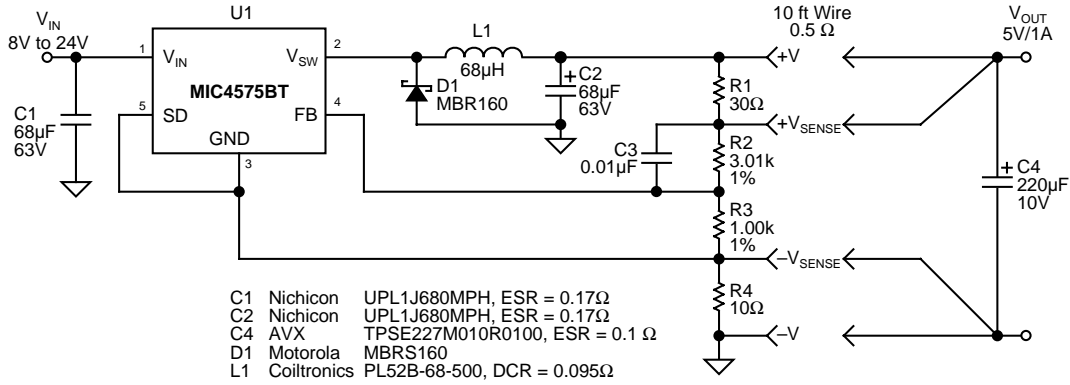 U1
V_IN
8V to 24V
1
V_IN
V_SW
2
MIC4575BT
5
SD
FB
4
GND
3
C1
68µF
63V
L1
68µH
D1
MBR160
C2
68µF
63V
+
C3
0.01µF
R1
30Ω
R2
3.01k
1%
R3
1.00k
1%
R4
10Ω
10 ft Wire
0.5 Ω
+V
+V_SENSE
–V_SENSE
–V
V_OUT
5V/1A
+
C4
220µF
10V
C1 Nichicon UPL1J680MPH, ESR = 0.17Ω
C2 Nichicon UPL1J680MPH, ESR = 0.17Ω
C4 AVX TPSE227M010R0100, ESR = 0.1 Ω
D1 Motorola MBRS160
L1 Coiltronics PL52B-68-500, DCR = 0.095Ω